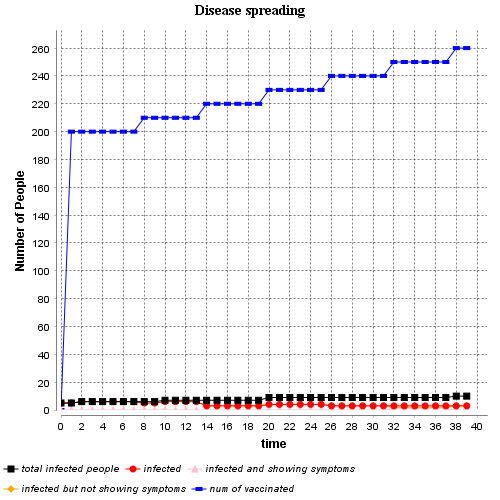 Disease spreading
Number of People
260
240
220
200
180
160
140
120
100
80
60
40
20
0
0 2 4 6 8 10 12 14 16 18 20 22 24 26 28 30 32 34 36 38 40
time
total infected people infected infected and showing symptoms
infected but not showing symptoms num of vaccinated